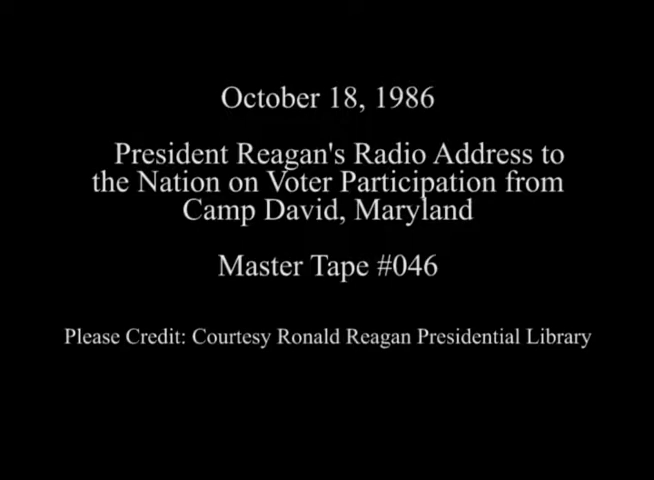 October 18, 1986
President Reagan's Radio Address to
the Nation on Voter Participation from
Camp David, Maryland
Master Tape #046
Please Credit: Courtesy Ronald Reagan Presidential Library